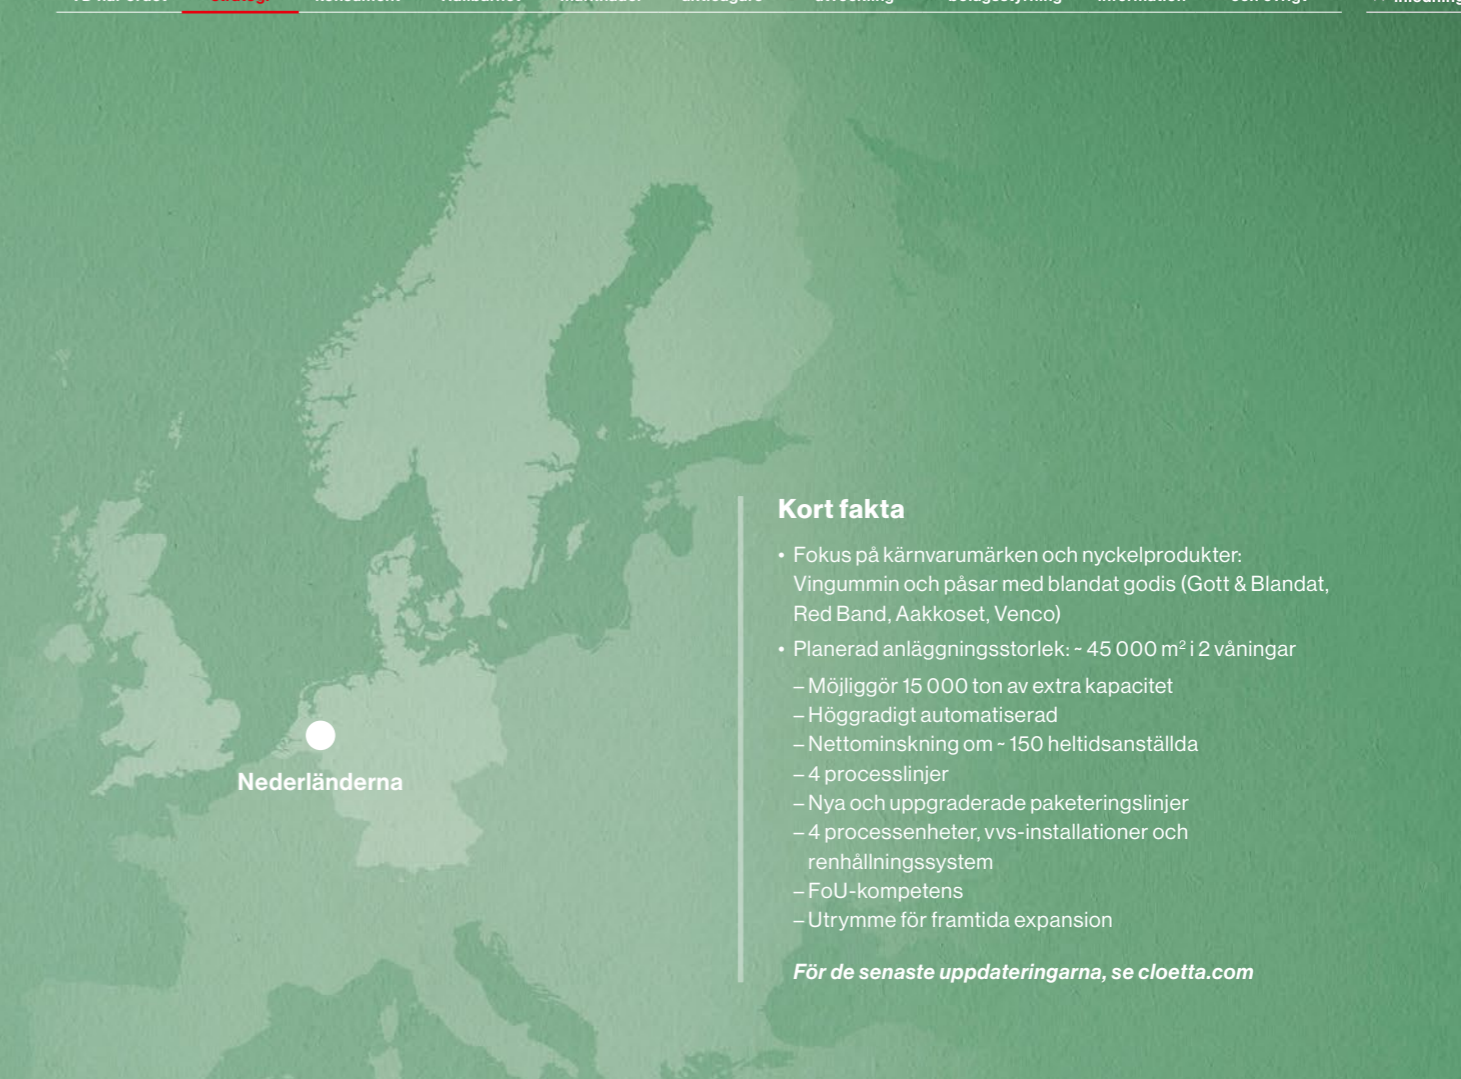 Kort fakta
• Fokus på kärnvarumärken och nyckelprodukter:
Vingummin och påsar med blandat godis (Gott & Blandat,
Red Band, Aakkoset, Venco)
• Planerad anläggningsstorlek: ~ 45 000 m² i 2 våningar
– Möjliggör 15 000 ton av extra kapacitet
– Höggradigt automatiserad
– Nettominskning om ~ 150 heltidsanställda
– 4 processlinjer
Nederländerna
– Nya och uppgraderade paketeringslinjer
– 4 processenheter, vvs-installationer och
renhållningssystem
– FoU-kompetens
– Utrymme för framtida expansion
För de senaste uppdateringarna, se cloetta.com